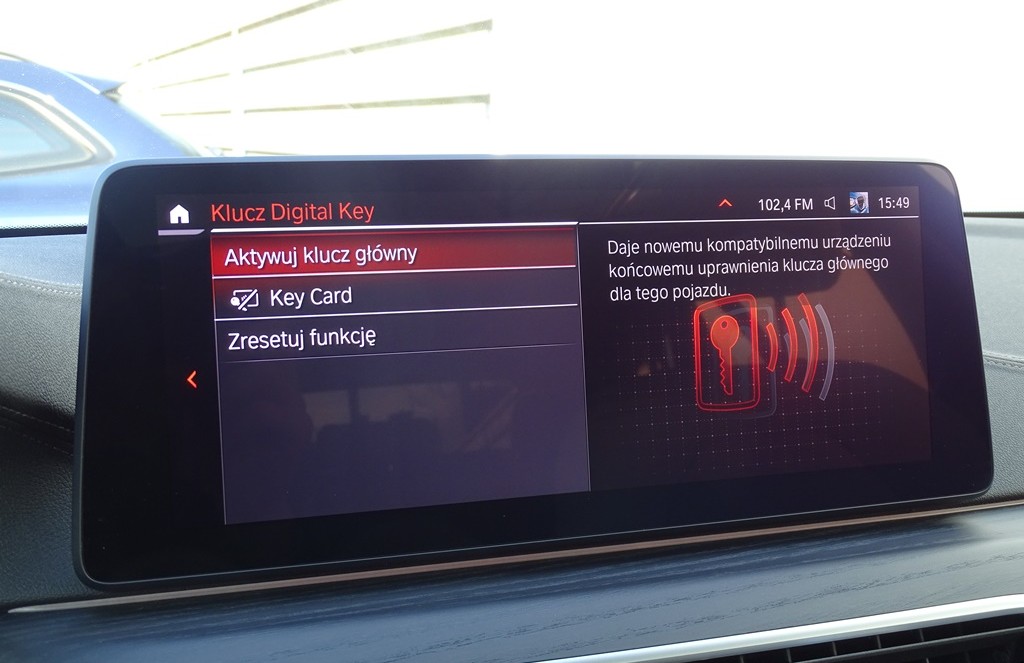 Klucz Digital Key
102,4 FM
15:49
Aktywuj klucz główny
Key Card
Zresetuj funkcję
Daje nowemu kompatybilnemu urządzeniu
końcowemu uprawnienia klucza głównego
dla tego pojazdu.